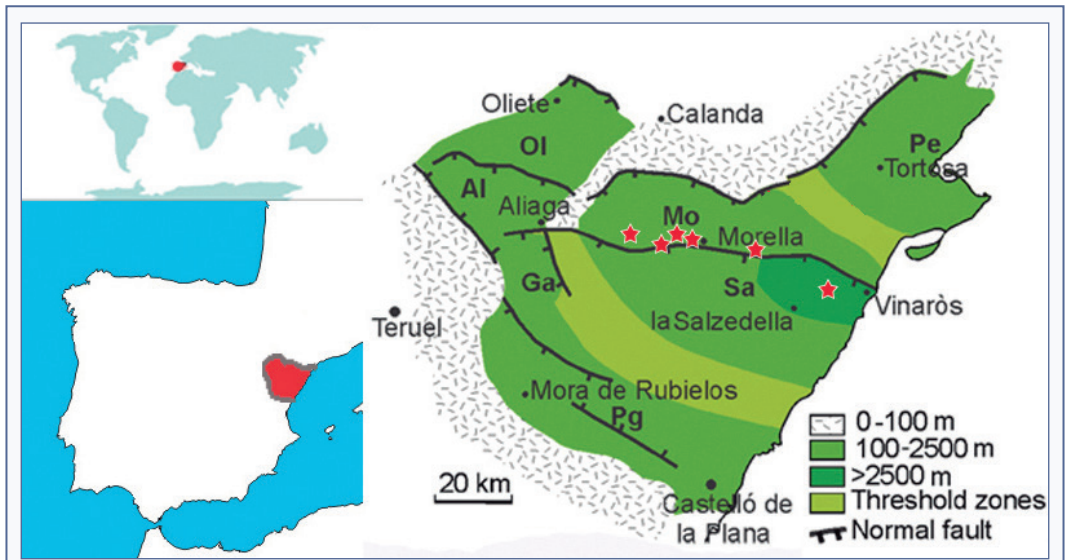 Oliete
Calanda
Ol
Pe
Tortosa
Al
Aliaga
Mo
Morella
Ga
Sa
Vinaròs
la Salzedella
Teruel
Mora de Rubielos
Pg
Castelló de
la Plana
20 km
0-100 m
100-2500 m
>2500 m
Threshold zones
Normal fault